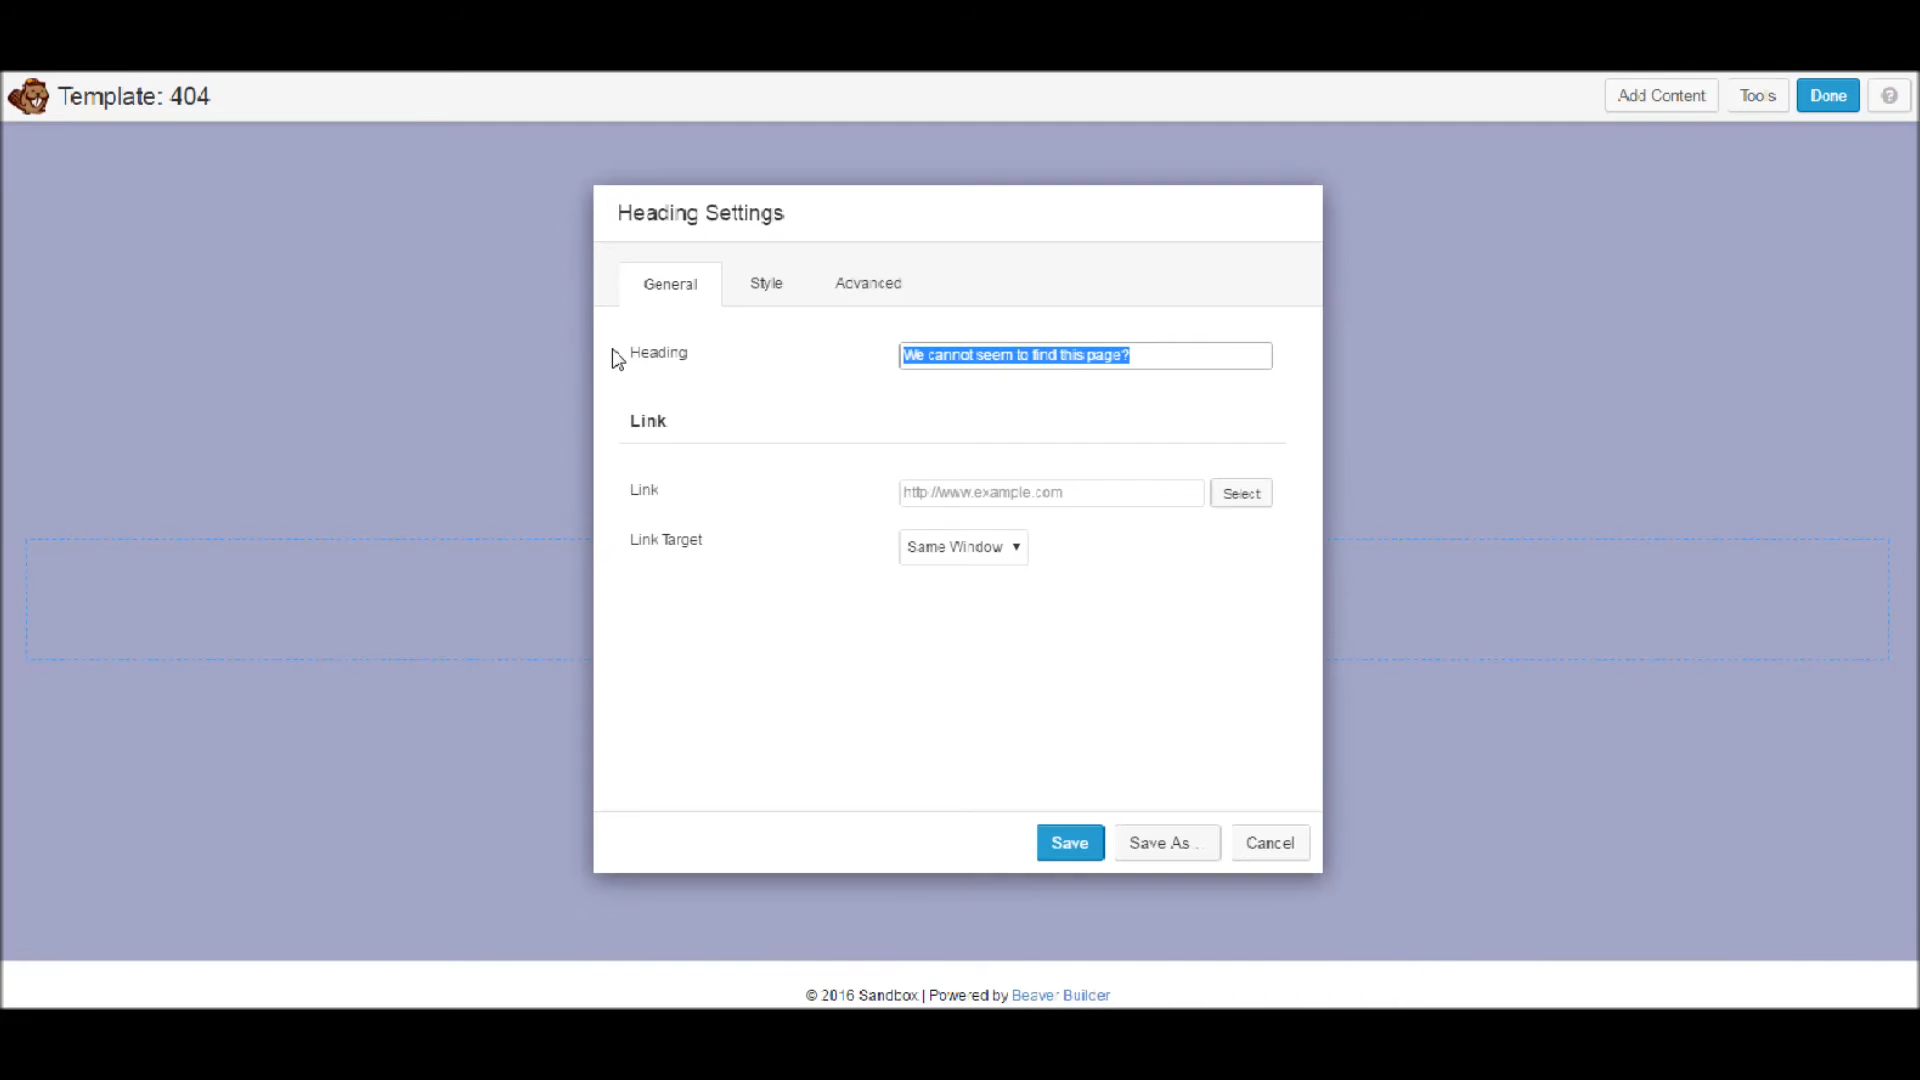 Template: 404
Add Content
Tools
Done
Heading Settings
General
Style
Advanced
Heading
We cannot seem to find this page?
Link
Link
http://www.example.com
Select
Link Target
Same Window
Save
Save As...
Cancel
© 2016 Sandbox | Powered by Beaver Builder